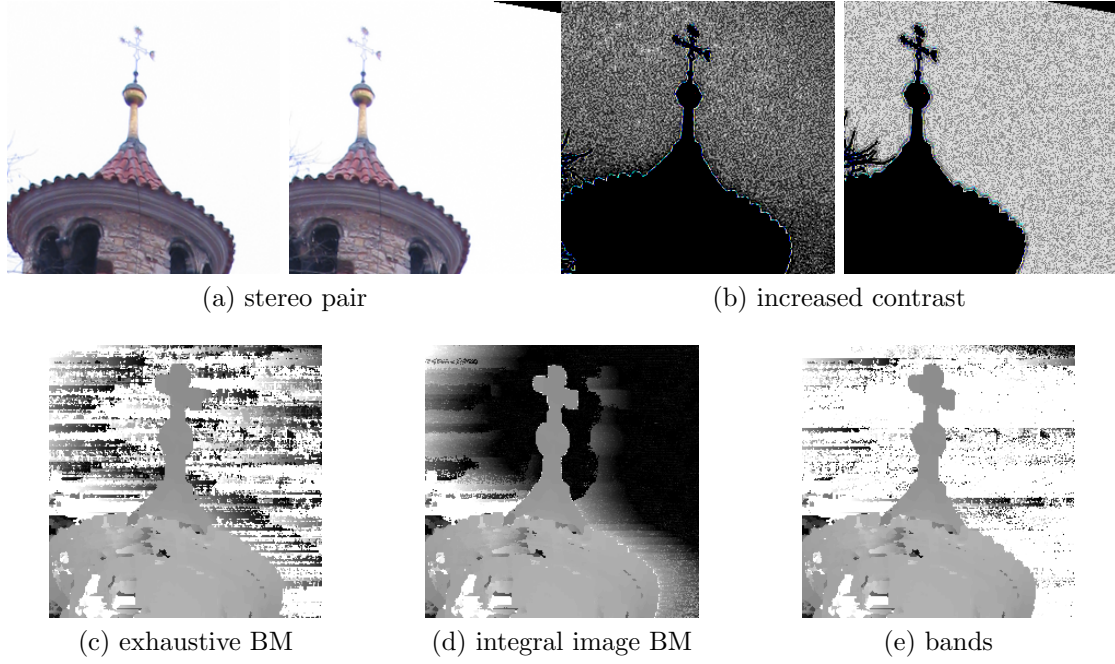 (a) stereo pair
(b) increased contrast
(c) exhaustive BM
(d) integral image BM
(e) bands